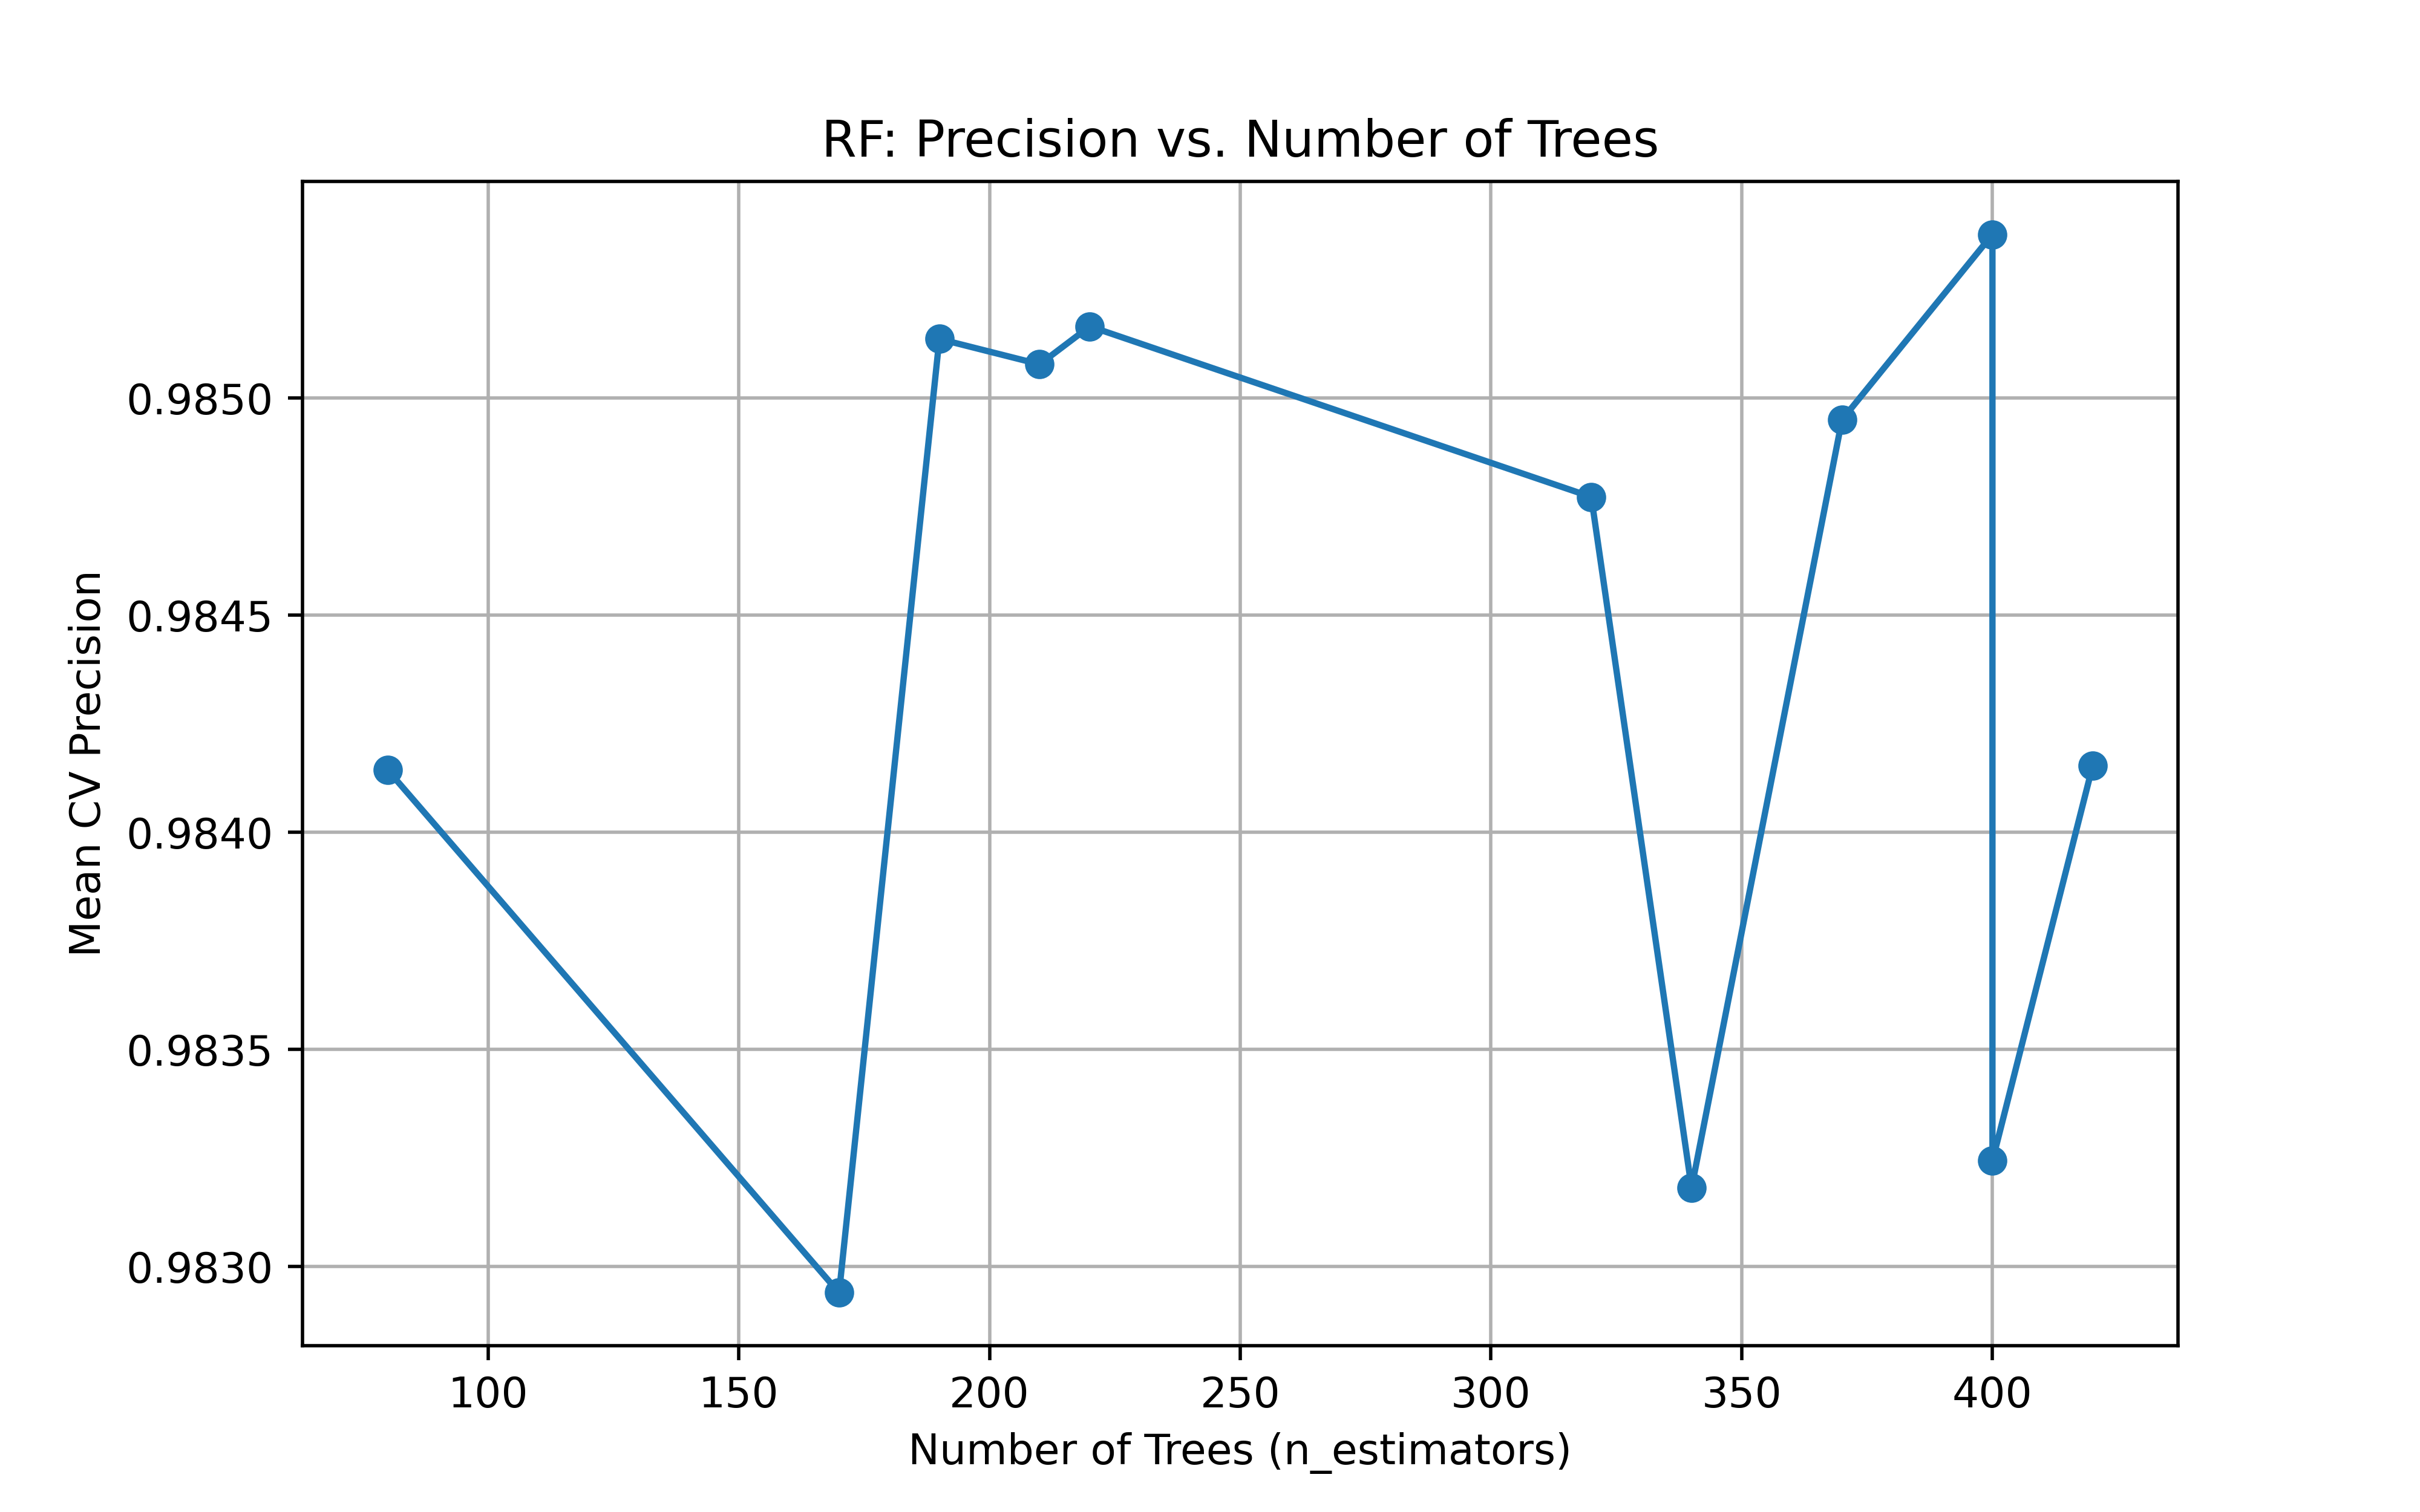 RF: Precision vs. Number of Trees
Mean CV Precision
0.9850
0.9845
0.9840
0.9835
0.9830
100 150 200 250 300 350 400
Number of Trees (n_estimators)